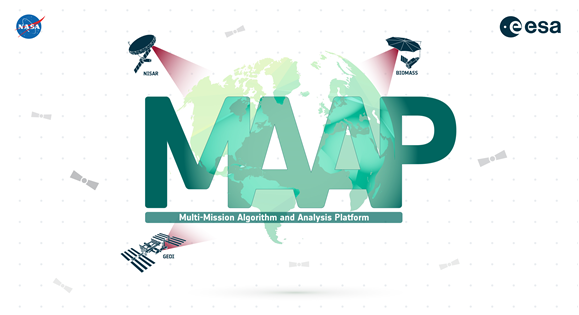 NASA
esa
NISAR
BIOMASS
MAAP
Multi-Mission Algorithm and Analysis Platform
GEDI